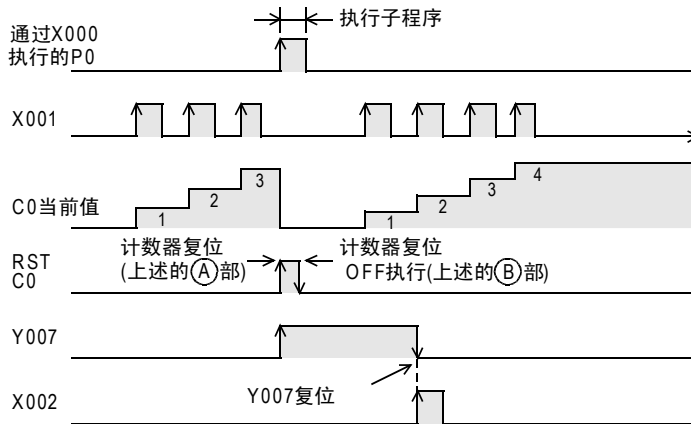 执行子程序
通过X000
执行的P0
X001
C0当前值
1
2
3
1
2
3
4
计数器复位
(上述的Ⓐ部)
计数器复位
OFF执行(上述的Ⓑ部)
RST
C0
Y007
Y007复位
X002